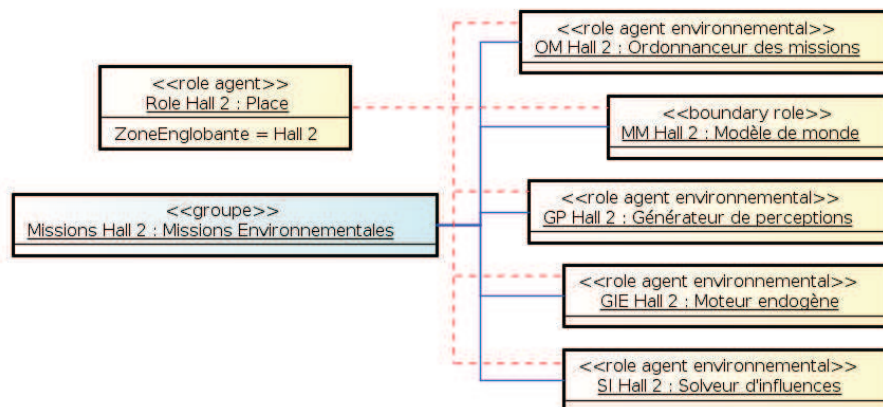 <<role agent environnemental>>
OM Hall 2 : Ordonnanceur des missions
<<role agent>>
Role Hall 2 : Place
ZoneEnglobante = Hall 2
<<boundary role>>
MM Hall 2 : Modèle de monde
<<groupe>>
Missions Hall 2 : Missions Environnementales
<<role agent environnemental>>
GP Hall 2 : Générateur de perceptions
<<role agent environnemental>>
GIE Hall 2 : Moteur endogène
<<role agent environnemental>>
SI Hall 2 : Solveur d'influences